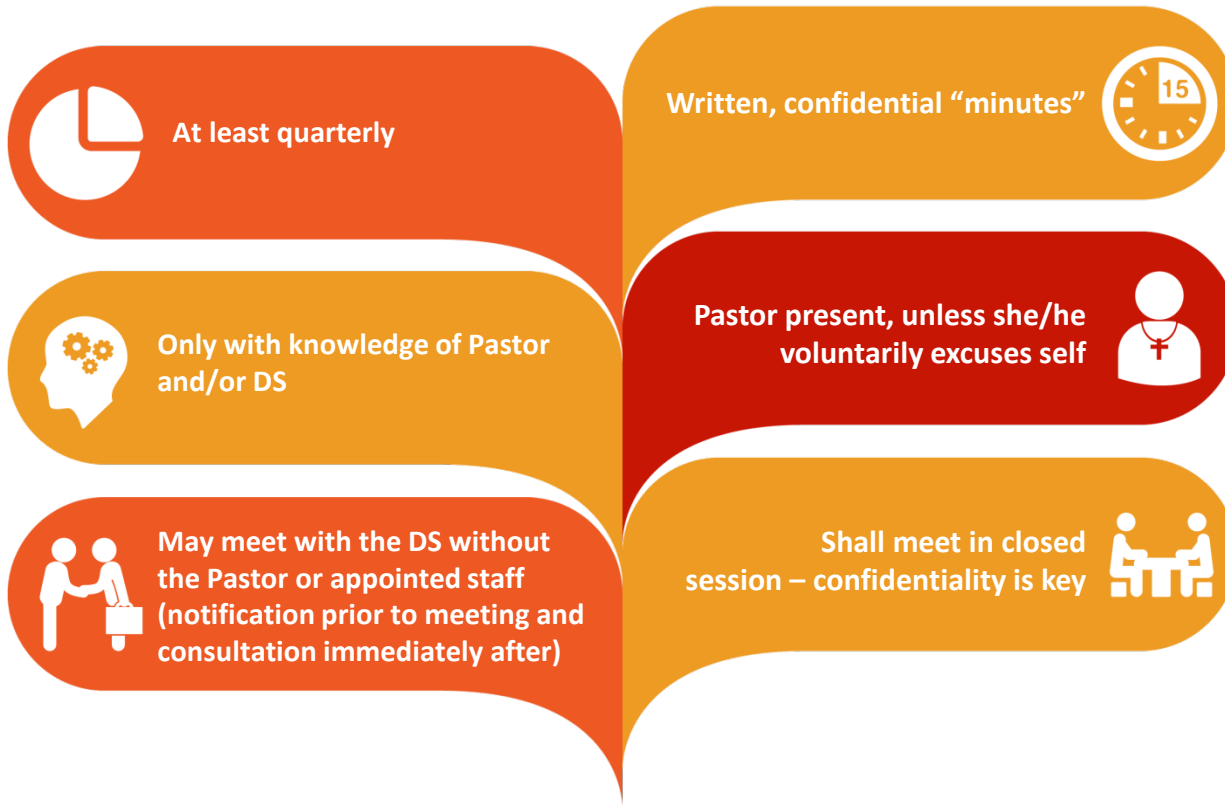 At least quarterly
Written, confidential “minutes”
15
Only with knowledge of Pastor
and/or DS
Pastor present, unless she/he
voluntarily excuses self
May meet with the DS without
the Pastor or appointed staff
(notification prior to meeting and
consultation immediately after)
Shall meet in closed
session – confidentiality is key